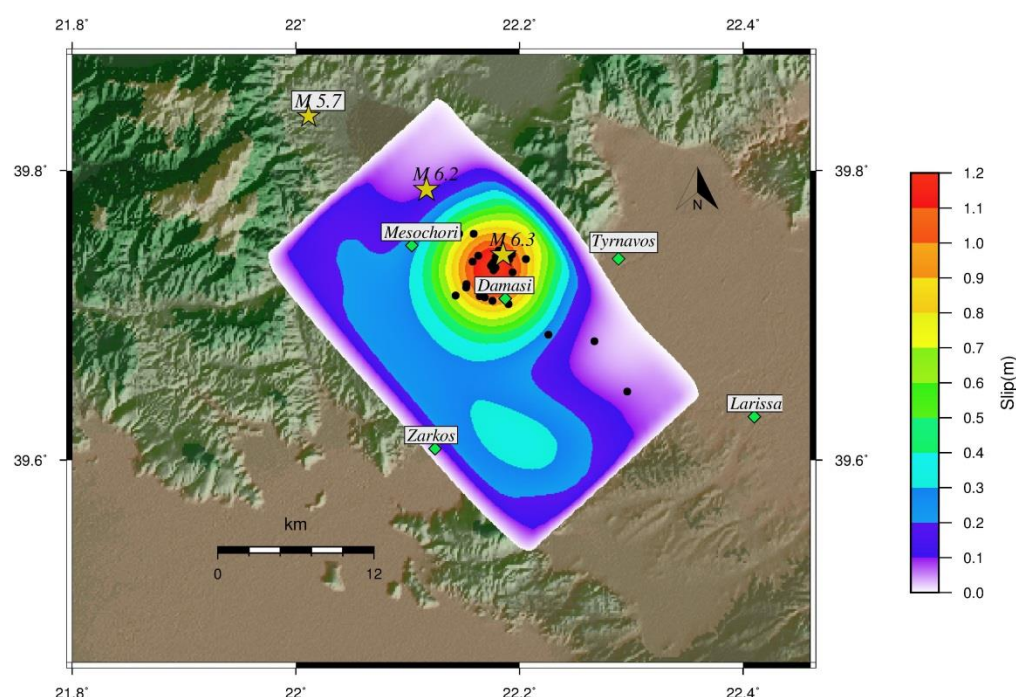 21.8˚ 22˚ 22.2˚ 22.4˚
M 5.7
39.8˚ 39.8˚
M 6.2
Mesochori
M 6.3
Tyrnavos
N
Damasi
Larissa
Zarkos
39.6˚ 39.6˚
km
0 12
21.8˚ 22˚ 22.2˚ 22.4˚
1.2
1.1
1.0
0.9
0.8
0.7
0.6
0.5
0.4
0.3
0.2
0.1
0.0
Slip(m)